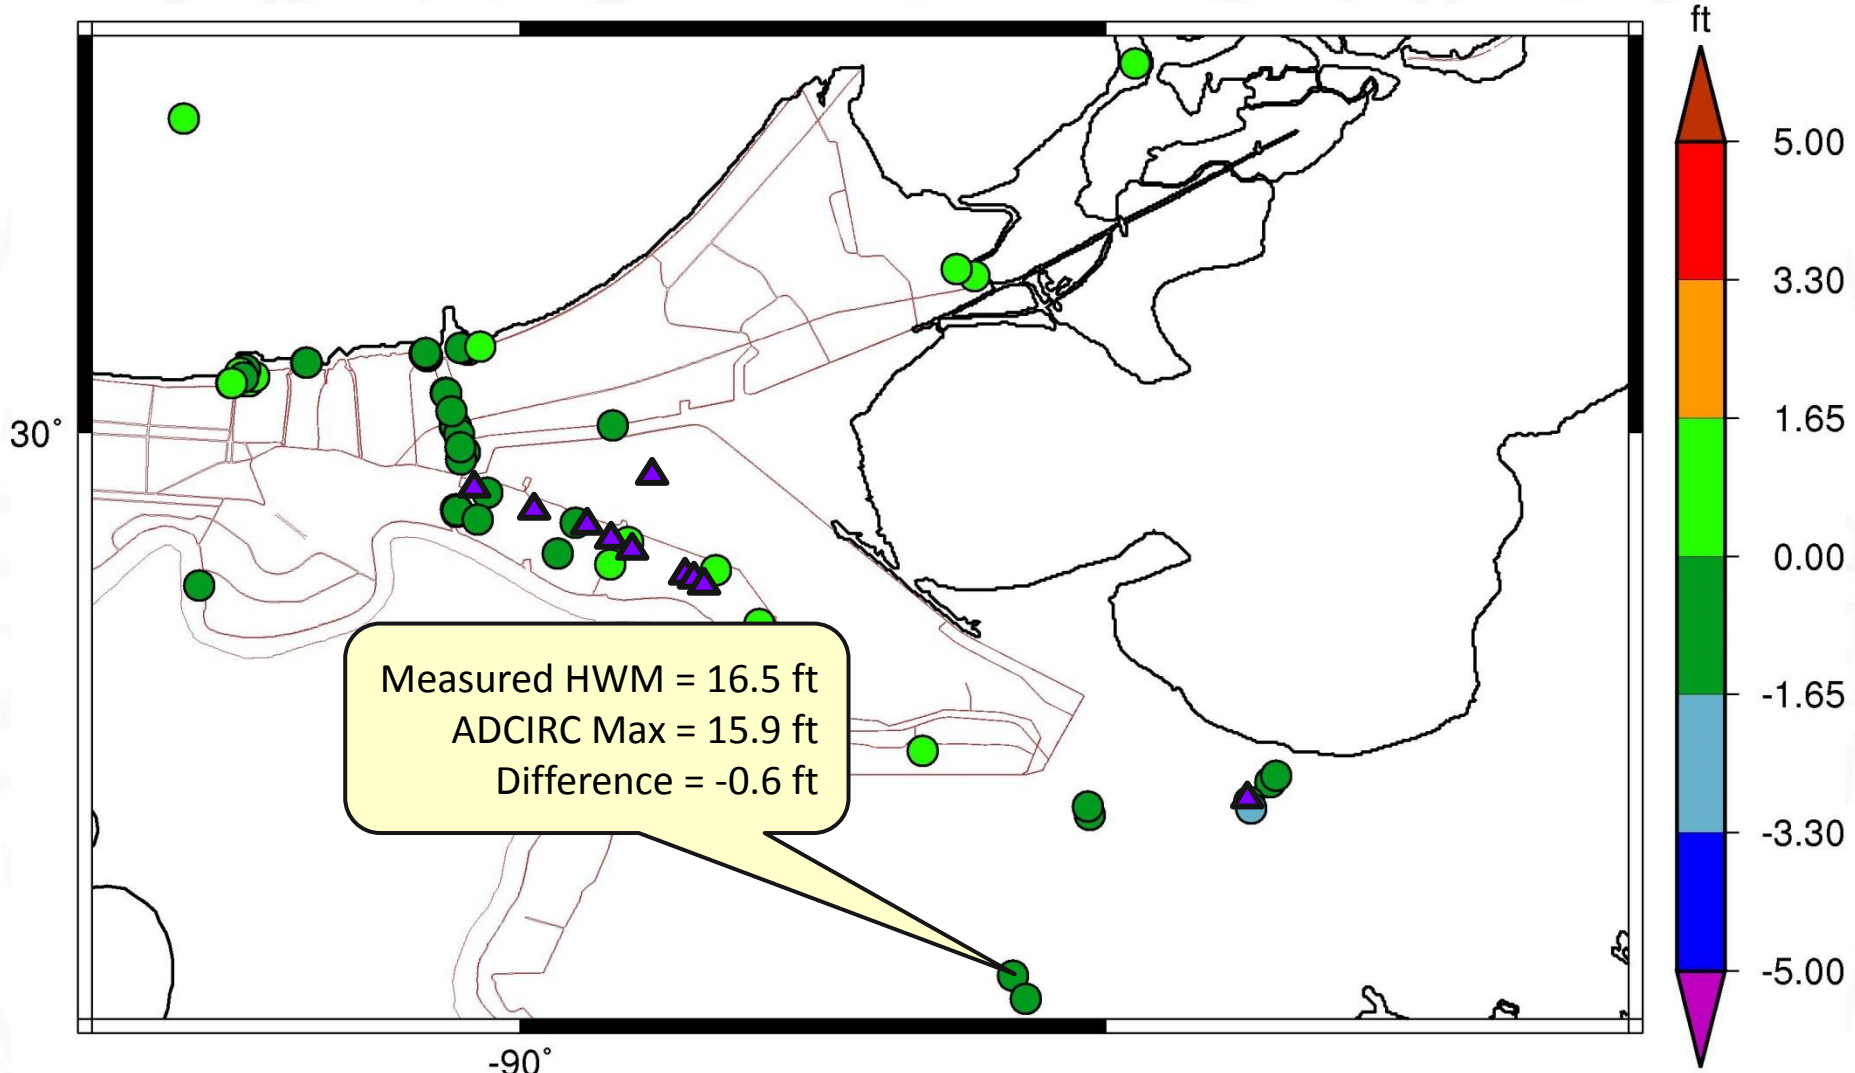 ft
5.00
3.30
1.65
0.00
-1.65
-3.30
-5.00
30°
-90°
Measured HWM = 16.5 ft
ADCIRC Max = 15.9 ft
Difference = -0.6 ft